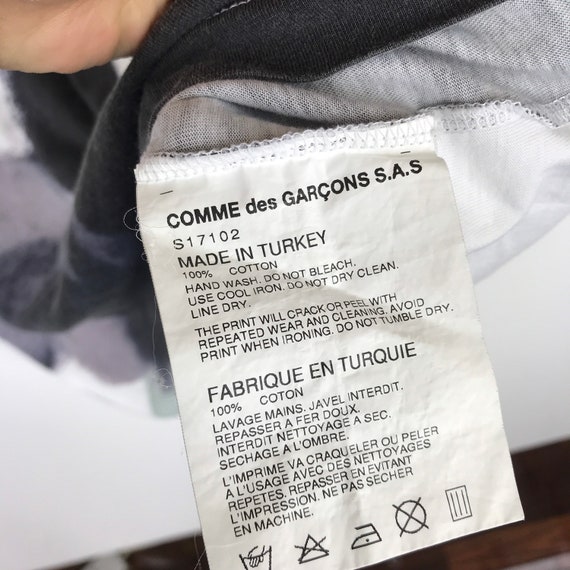 COMME des GARÇONS S.A.S
S17102
MADE IN TURKEY
100% COTTON
HAND WASH. DO NOT BLEACH.
USE COOL IRON. DO NOT DRY CLEAN.
LINE DRY.
THE PRINT WILL CRACK OR PEEL WITH
REPEATED WEAR AND CLEANING. AVOID
PRINT WHEN IRONING. DO NOT TUMBLE DRY.
FABRIQUE EN TURQUIE
100% COTON
LAVAGE MAINS. JAVEL INTERDIT.
REPASSER A FER DOUX.
INTERDIT NETTOYAGE A SEC.
SECHAGE A L'OMBRE.
L'IMPRIME VA CRAQUELER OU PELER
A L'USAGE AVEC DES NETTOYAGES
REPETES. REPASSER EN EVITANT
L'IMPRESSION. NE PAS SECHER
EN MACHINE.